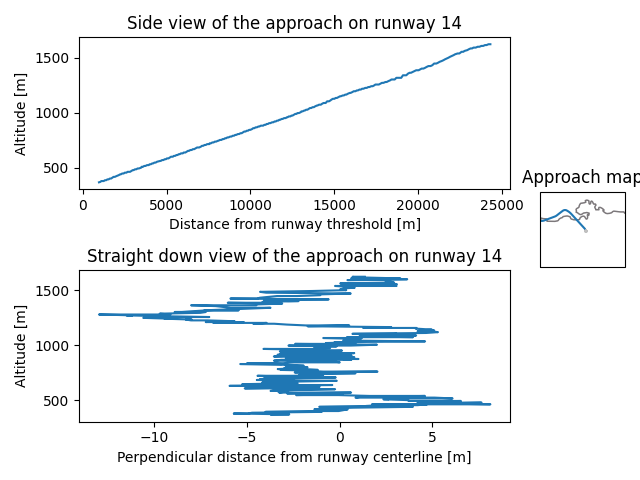 Side view of the approach on runway 14
1500
1000
500
Altitude [m]
0 5000 10000 15000 20000 25000
Distance from runway threshold [m]
Approach map
Straight down view of the approach on runway 14
1500
1000
500
Altitude [m]
−10 −5 0 5
Perpendicular distance from runway centerline [m]